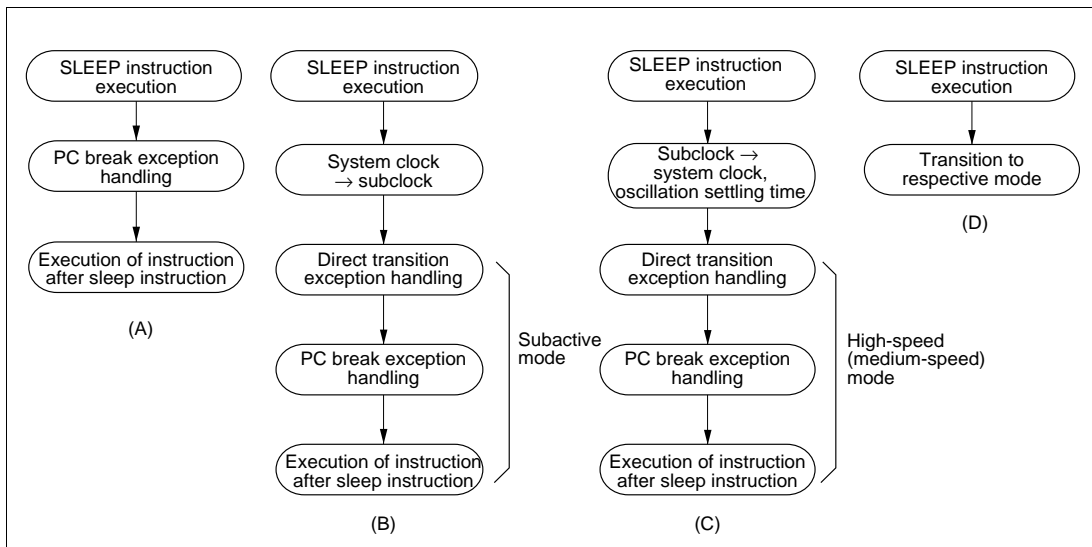 SLEEP instruction
execution
PC break exception
handling
Execution of instruction
after sleep instruction
(A)
SLEEP instruction
execution
System clock
→ subclock
Direct transition
exception handling
PC break exception
handling
Execution of instruction
after sleep instruction
Subactive
mode
(B)
SLEEP instruction
execution
Subclock →
system clock,
oscillation settling time
Direct transition
exception handling
PC break exception
handling
Execution of instruction
after sleep instruction
High-speed
(medium-speed)
mode
(C)
SLEEP instruction
execution
Transition to
respective mode
(D)